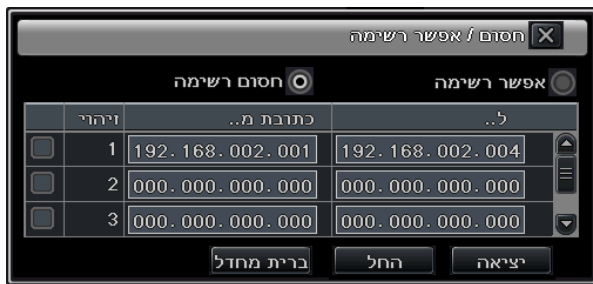 חסום / אפשר רשימה
אפשר רשימה חסום רשימה
זיהוי כתובת מ.. ל..
1 192.168.002.001 192.168.002.004
2 000.000.000.000 000.000.000.000
3 000.000.000.000 000.000.000.000
ברית מחדל החל יציאה